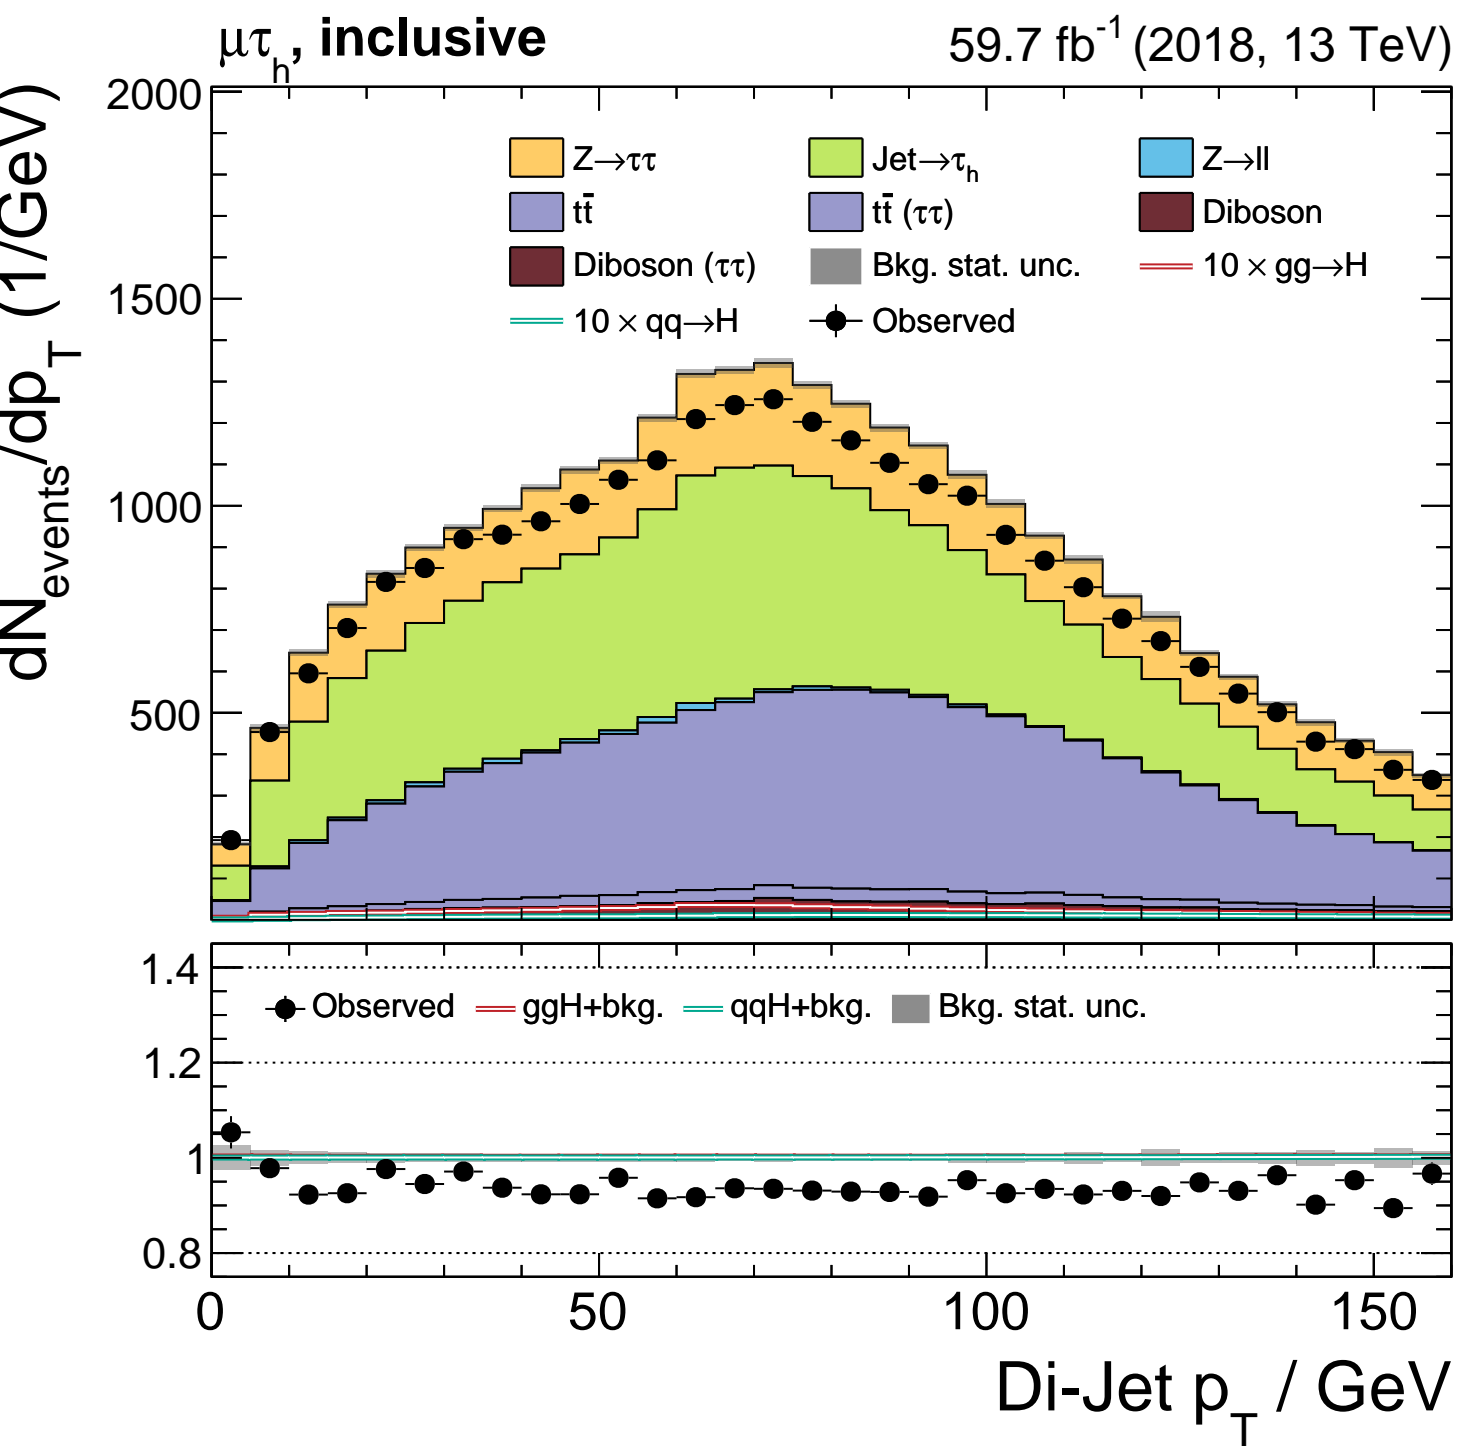 μτh, inclusive
59.7 fb-1 (2018, 13 TeV)
dNevents/dpT (1/GeV)
2000
1500
1000
500
Z→ττ
Jet→τh
Z→ll
tt̄
tt̄ (ττ)
Diboson
Diboson (ττ)
Bkg. stat. unc.
10 × gg→H
10 × qq→H
Observed
1.4
1.2
1
0.8
Observed
ggH+bkg.
qqH+bkg.
Bkg. stat. unc.
0
50
100
150
Di-Jet pT / GeV